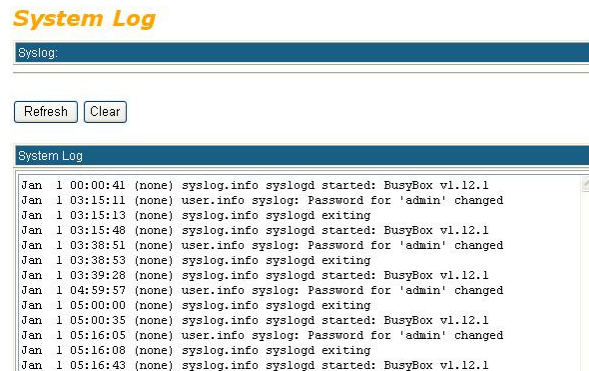 System Log
Syslog:
Refresh Clear
System Log
Jan  1 00:00:41 (none) syslog.info syslogd started: BusyBox v1.12.1
Jan  1 03:15:11 (none) user.info syslog: Password for 'admin' changed
Jan  1 03:15:13 (none) syslog.info syslogd exiting
Jan  1 03:15:48 (none) syslog.info syslogd started: BusyBox v1.12.1
Jan  1 03:38:51 (none) user.info syslog: Password for 'admin' changed
Jan  1 03:38:53 (none) syslog.info syslogd exiting
Jan  1 03:39:28 (none) syslog.info syslogd started: BusyBox v1.12.1
Jan  1 04:59:57 (none) user.info syslog: Password for 'admin' changed
Jan  1 05:00:00 (none) syslog.info syslogd exiting
Jan  1 05:00:35 (none) syslog.info syslogd started: BusyBox v1.12.1
Jan  1 05:16:05 (none) user.info syslog: Password for 'admin' changed
Jan  1 05:16:08 (none) syslog.info syslogd exiting
Jan  1 05:16:43 (none) syslog.info syslogd started: BusyBox v1.12.1